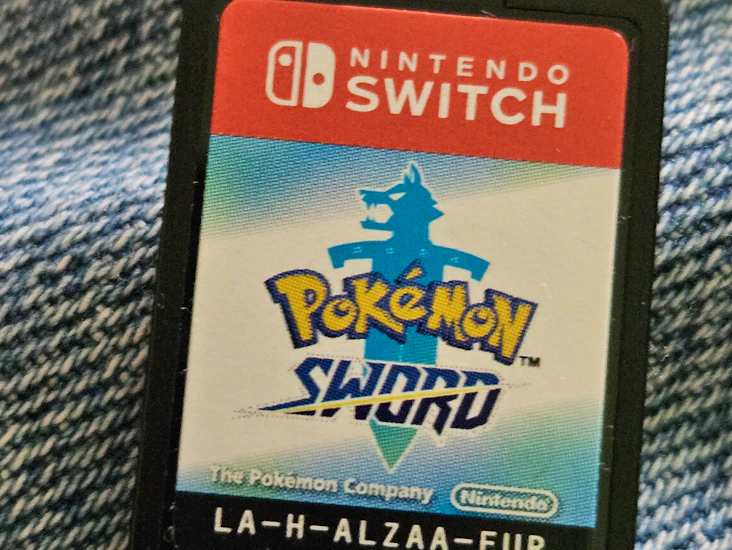 NINTENDO
SWITCH
Pokémon
TM
SWORD
The Pokémon Company Nintendo
LA-H-ALZAA-EUR